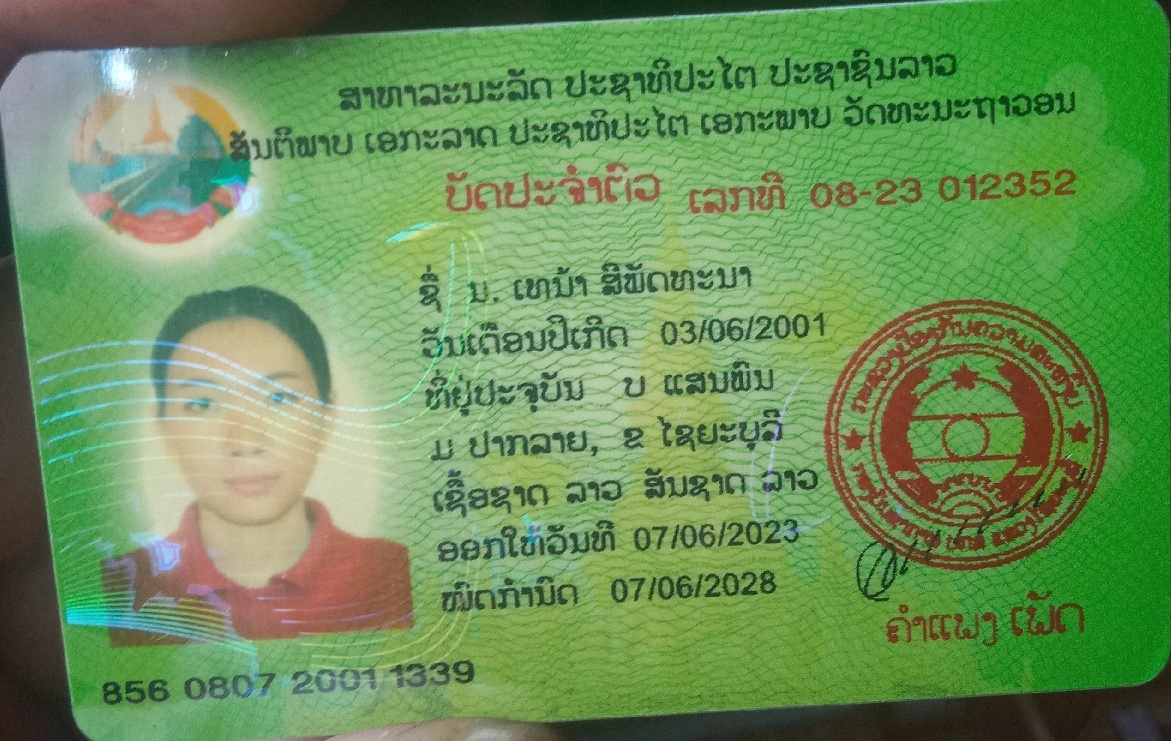 ສາທາລະນະລັດ ປະຊາທິປະໄຕ ປະຊາຊົນລາວ
ສັນຕິພາບ ເອກະລາດ ປະຊາທິປະໄຕ ເອກະພາບ ວັດທະນະຖາວອນ
ບັດປະຈຳຕົວ ເລກທີ 08-23 012352
ຊື່ ນ. ເທນ້າ ສີພັດທະນາ
ວັນເດືອນປີເກີດ 03/06/2001
ທີ່ຢູ່ປະຈຸບັນ ບ ແສນພົນ
ມ ປາກລາຍ, ຂ ໄຊຍະບຸລີ
ເຊື້ອຊາດ ລາວ ສັນຊາດ ລາວ
ອອກໃຫ້ວັນທີ 07/06/2023
ໝົດກຳນົດ 07/06/2028
ຄຳແພງ ເພັດ
856 0807 2001 1339